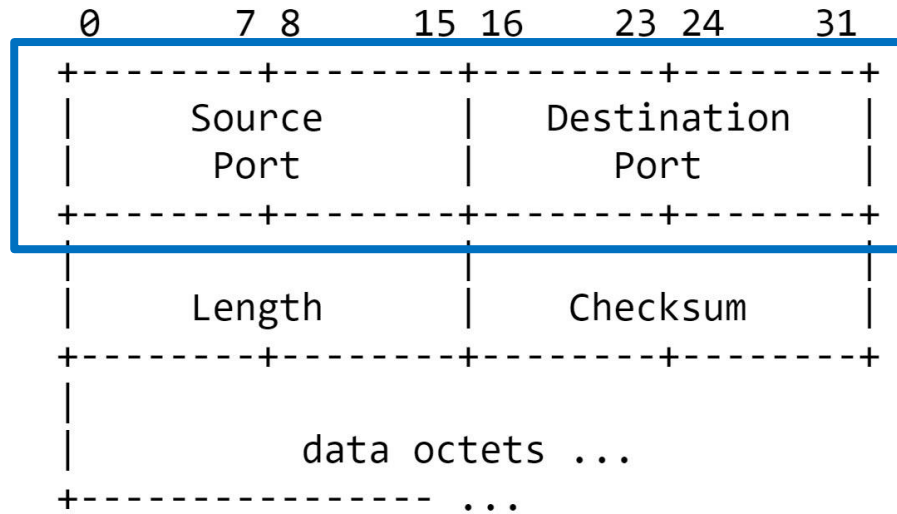 0 7 8 15 16 23 24 31
+--------+--------+--------+--------+
| Source | Destination |
| Port | Port |
+--------+--------+--------+--------+
| | |
| Length | Checksum |
+--------+--------+--------+--------+
|
| data octets ...
+---------------- ...